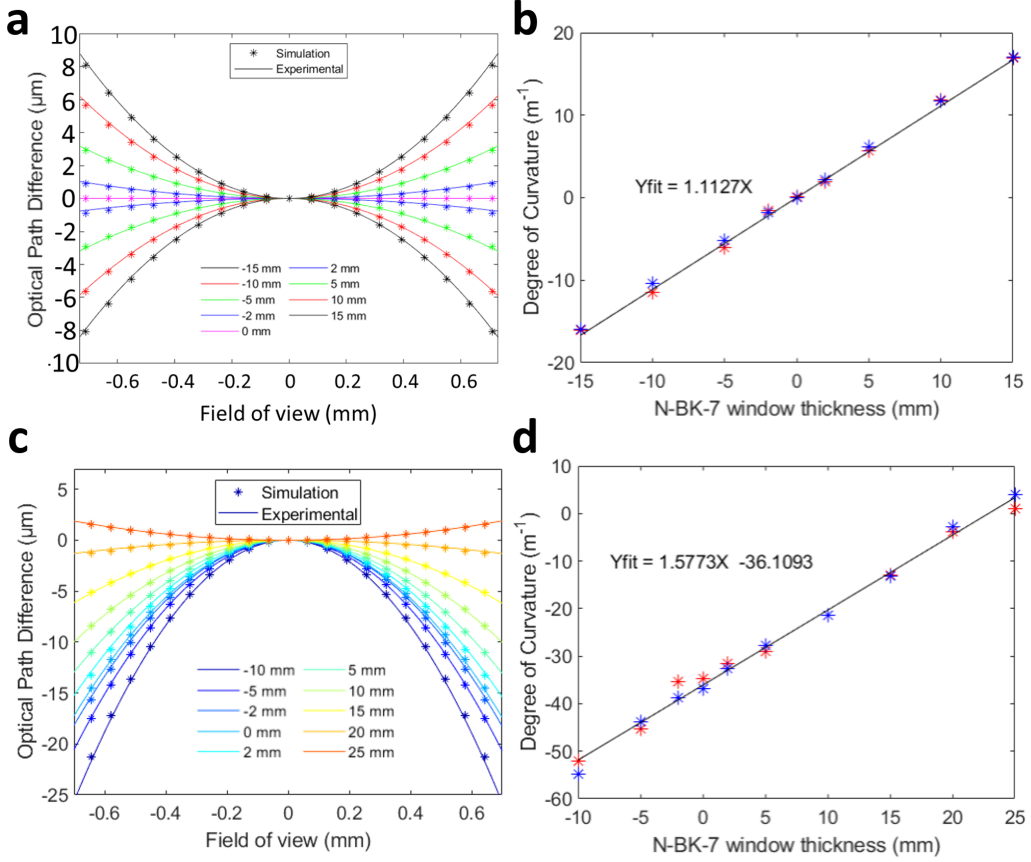 a
10
8
6
4
2
0
-2
-4
-6
-8
-10
Optical Path Difference (μm)
Simulation
Experimental
-15 mm 2 mm
-10 mm 5 mm
-5 mm 10 mm
-2 mm 15 mm
0 mm
-0.6 -0.4 -0.2 0 0.2 0.4 0.6
Field of view (mm)
b
20
10
0
-10
-20
Degree of Curvature (m⁻¹)
Yfit = 1.1127X
-15 -10 -5 0 5 10 15
N-BK-7 window thickness (mm)
c
5
0
-5
-10
-15
-20
-25
Optical Path Difference (μm)
Simulation
Experimental
-10 mm 5 mm
-5 mm 10 mm
-2 mm 15 mm
0 mm 20 mm
2 mm 25 mm
-0.6 -0.4 -0.2 0 0.2 0.4 0.6
Field of view (mm)
d
10
0
-10
-20
-30
-40
-50
-60
Degree of Curvature (m⁻¹)
Yfit = 1.5773X -36.1093
-10 -5 0 5 10 15 20 25
N-BK-7 window thickness (mm)